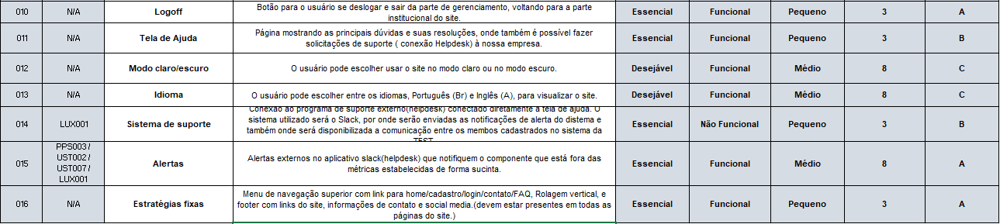 010 N/A Logoff Botão para o usuário se deslogar e sair da parte de gerenciamento, voltando para a parte Essencial Funcional Pequeno 3 A
institucional do site.
011 N/A Tela de Ajuda Página mostrando as principais dúvidas e suas resoluções, onde também é possível fazer Essencial Funcional Pequeno 3 B
solicitações de suporte ( conexão Helpdesk) à nossa empresa.
012 N/A Modo claro/escuro O usuário pode escolher usar o site no modo claro ou no modo escuro. Desejável Funcional Médio 8 C
013 N/A Idioma O usuário pode escolher entre os idiomas, Português (Br) e Inglês (A), para visualizar o site. Desejável Funcional Médio 8 C
014 LUX001 Sistema de suporte Conexão ao programa de suporte externo(helpdesk) conectado diretamente a tela de ajuda. O Essencial Não Funcional Pequeno 3 B
sistema utilizado será o Slack, por onde serão enviadas as notificações de alerta do distema e
também onde será disponibilizada a comunicação entre os membos cadastrados no sistema da
TEST
015 PPS003 / Alertas Alertas externos no aplicativo slack(helpdesk) que notifiquem o componente que está fora das Essencial Funcional Médio 8 A
UST002 / métricas estabelecidas de forma sucinta.
UST007 /
LUX001
016 N/A Estratégias fixas Menu de navegação superior com link para home/cadastro/login/contato/FAQ, Rolagem vertical, e Essencial Funcional Pequeno 3 A
footer com links do site, informações de contato e social media.(devem estar presentes em todas as
páginas do site.)